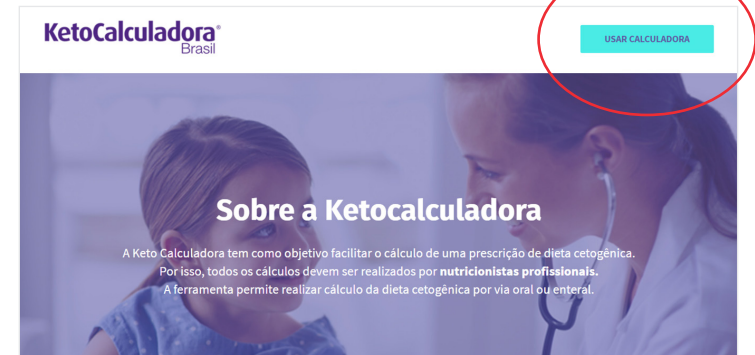 KetoCalculadora®
Brasil
USAR CALCULADORA
Sobre a Ketocalculadora
A Keto Calculadora tem como objetivo facilitar o cálculo de uma prescrição de dieta cetogênica.
Por isso, todos os cálculos devem ser realizados por nutricionistas profissionais.
A ferramenta permite realizar cálculo da dieta cetogênica por via oral ou enteral.